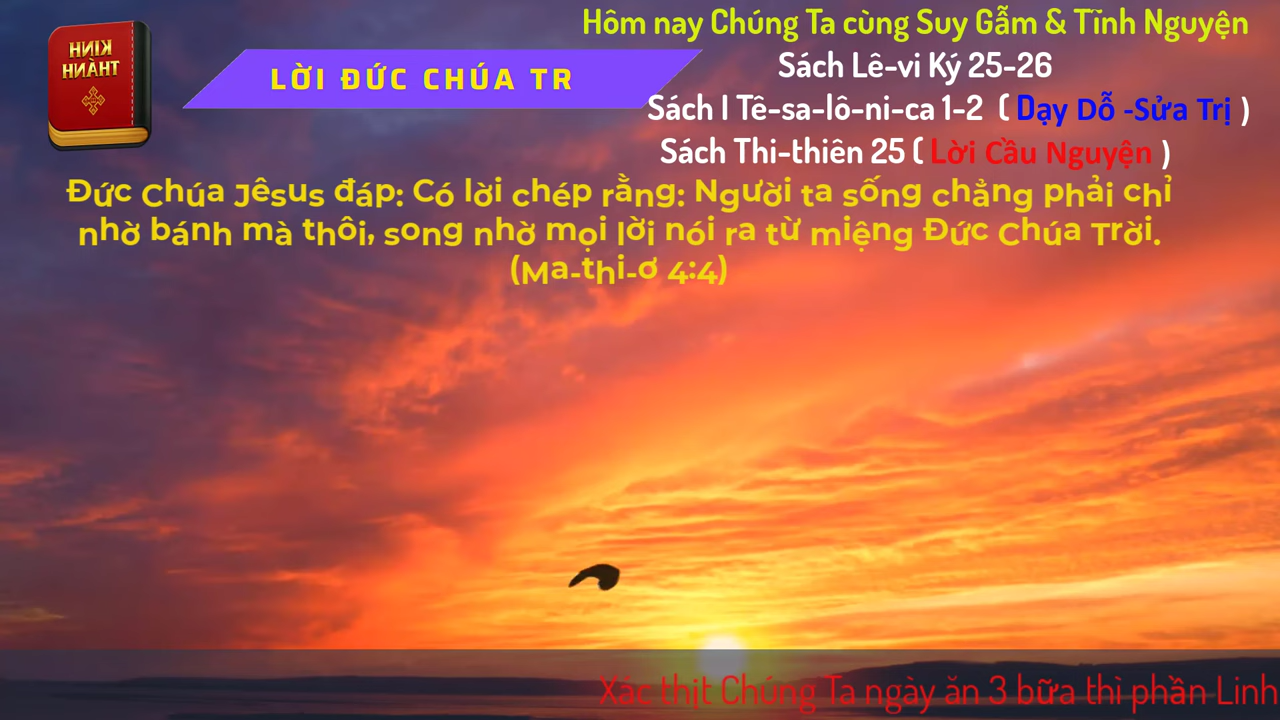 Hôm nay Chúng Ta cùng Suy Gẫm & Tĩnh Nguyện
KINH
THÀNH
LỜI ĐỨC CHÚA TR
Sách Lê-vi Ký 25-26
Sách I Tê-sa-lô-ni-ca 1-2 ( Dạy Dỗ -Sửa Trị )
Sách Thi-thiên 25 ( Lời Cầu Nguyện )
Đức Chúa Jêsus đáp: Có lời chép rằng: Người ta sống chẳng phải chỉ
nhờ bánh mà thôi, song nhờ mọi lời nói ra từ miệng Đức Chúa Trời.
(Ma-thi-ơ 4:4)
Xác thịt Chúng Ta ngày ăn 3 bữa thì phần Linh